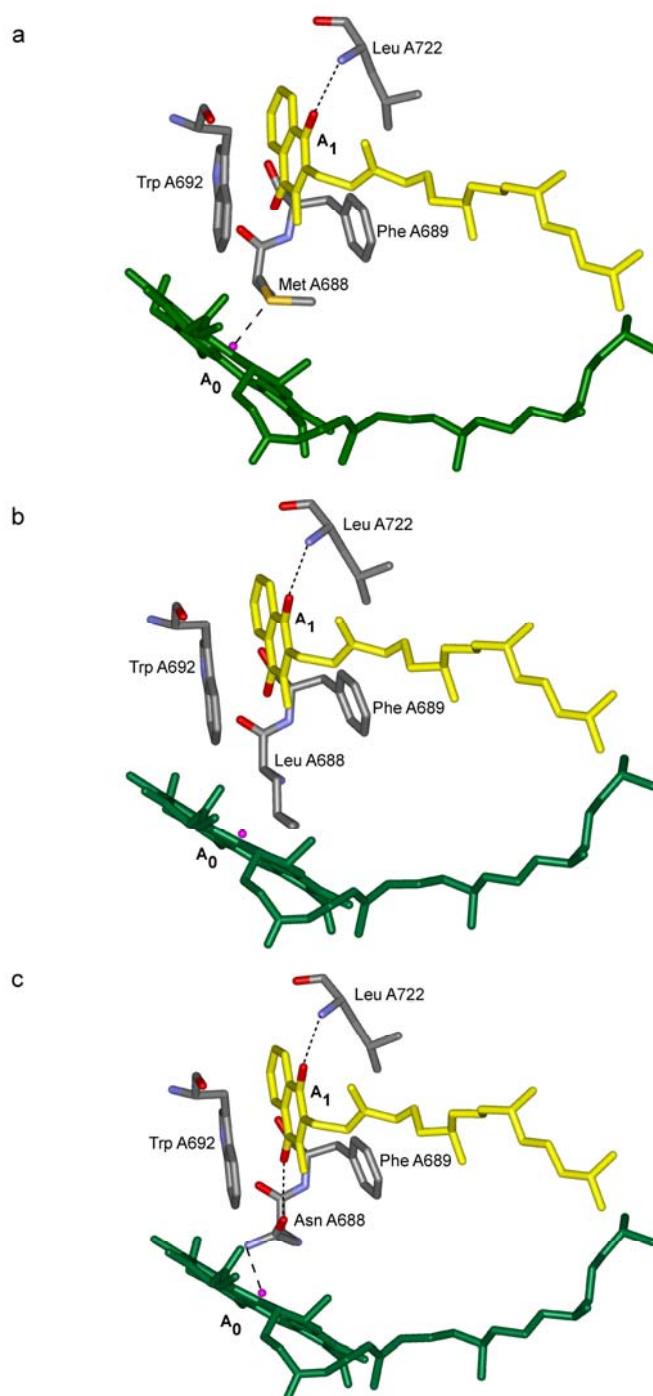 a
Leu A722
A1
Trp A692
Phe A689
Met A688
A0
b
Leu A722
A1
Trp A692
Phe A689
Leu A688
A0
c
Leu A722
A1
Trp A692
Phe A689
Asn A688
A0